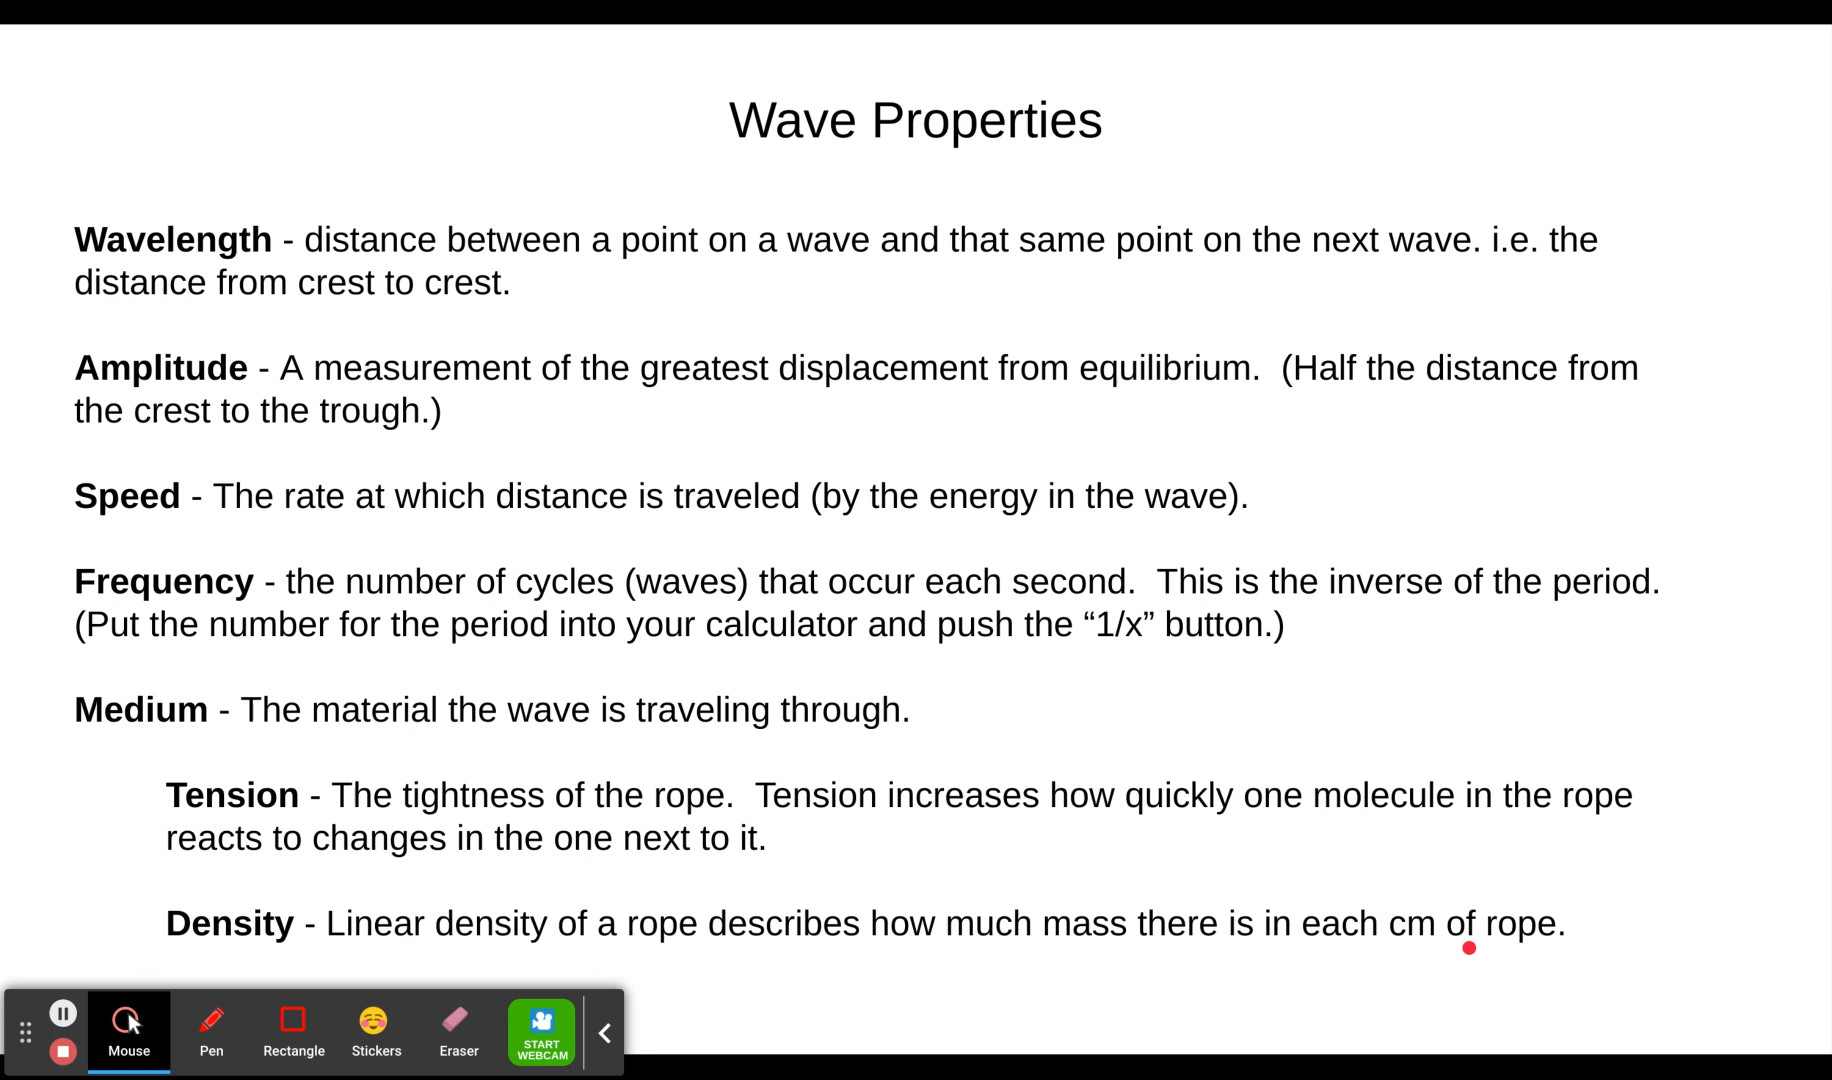 Wave Properties
Wavelength - distance between a point on a wave and that same point on the next wave. i.e. the
distance from crest to crest.
Amplitude - A measurement of the greatest displacement from equilibrium.  (Half the distance from
the crest to the trough.)
Speed - The rate at which distance is traveled (by the energy in the wave).
Frequency - the number of cycles (waves) that occur each second.  This is the inverse of the period.
(Put the number for the period into your calculator and push the “1/x” button.)
Medium - The material the wave is traveling through.
Tension - The tightness of the rope.  Tension increases how quickly one molecule in the rope
reacts to changes in the one next to it.
Density - Linear density of a rope describes how much mass there is in each cm of rope.
Mouse Pen Rectangle Stickers Eraser START
WEBCAM